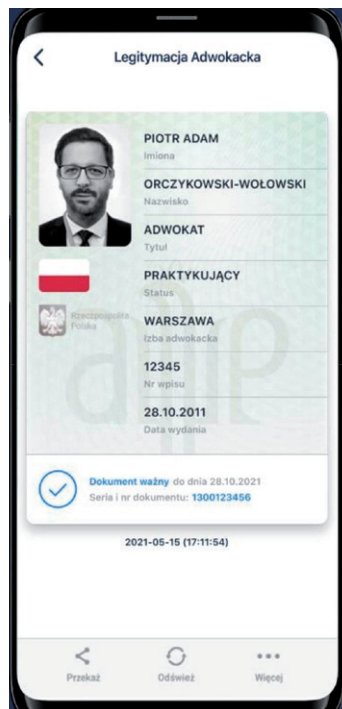 Legitymacja Adwokacka
PIOTR ADAM
Imiona
ORCZYKOWSKI-WOŁOWSKI
Nazwisko
ADWOKAT
Tytuł
PRAKTYKUJĄCY
Status
Rzeczpospolita
Polska
WARSZAWA
Izba adwokacka
12345
Nr wpisu
28.10.2011
Data wydania
Dokument ważny do dnia 28.10.2021
Seria i nr dokumentu: 1300123456
2021-05-15 (17:11:54)
Przekaż
Odśwież
Więcej